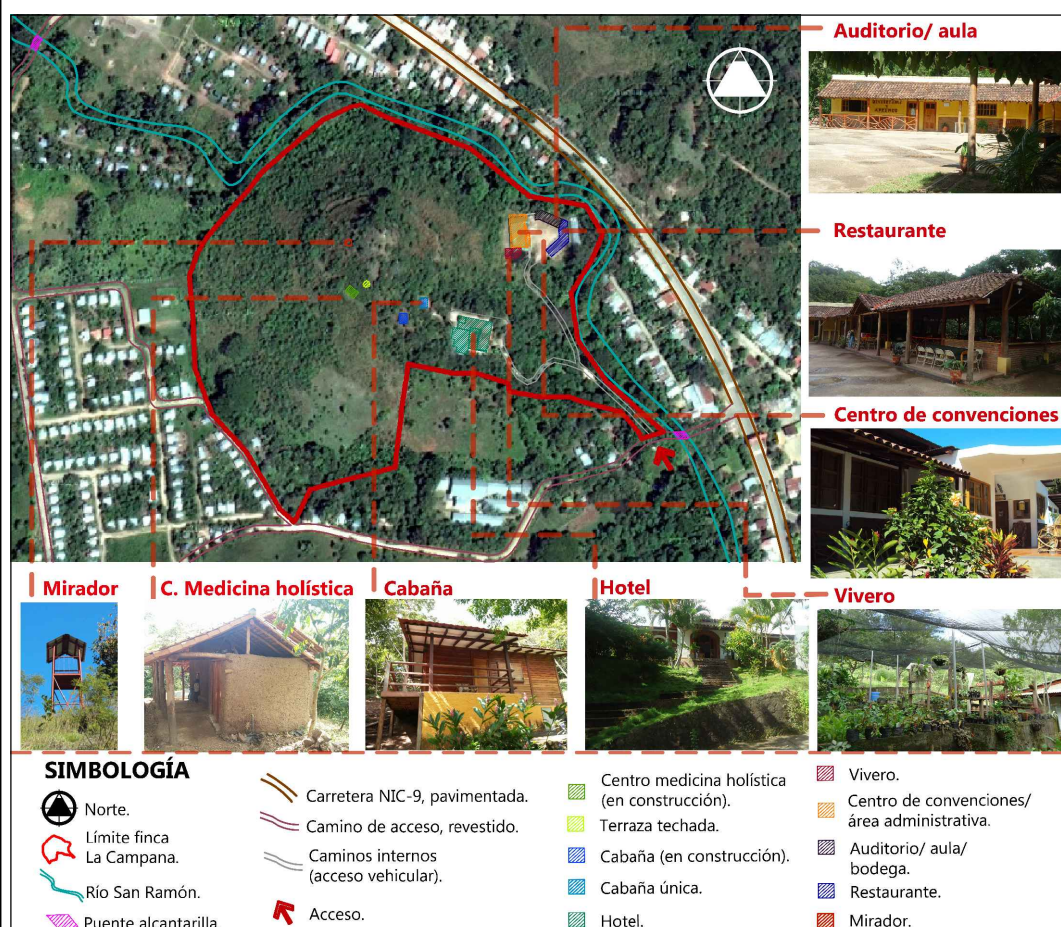 Auditorio/ aula
Restaurante
Centro de convenciones
Mirador
C. Medicina holística
Cabaña
Hotel
Vivero
SIMBOLOGÍA
Norte.
Límite finca
La Campana.
Río San Ramón.
Puente alcantarilla
Carretera NIC-9, pavimentada.
Camino de acceso, revestido.
Caminos internos
(acceso vehicular).
Acceso.
Centro medicina holística
(en construcción).
Terraza techada.
Cabaña (en construcción).
Cabaña única.
Hotel.
Vivero.
Centro de convenciones/
área administrativa.
Auditorio/ aula/
bodega.
Restaurante.
Mirador.